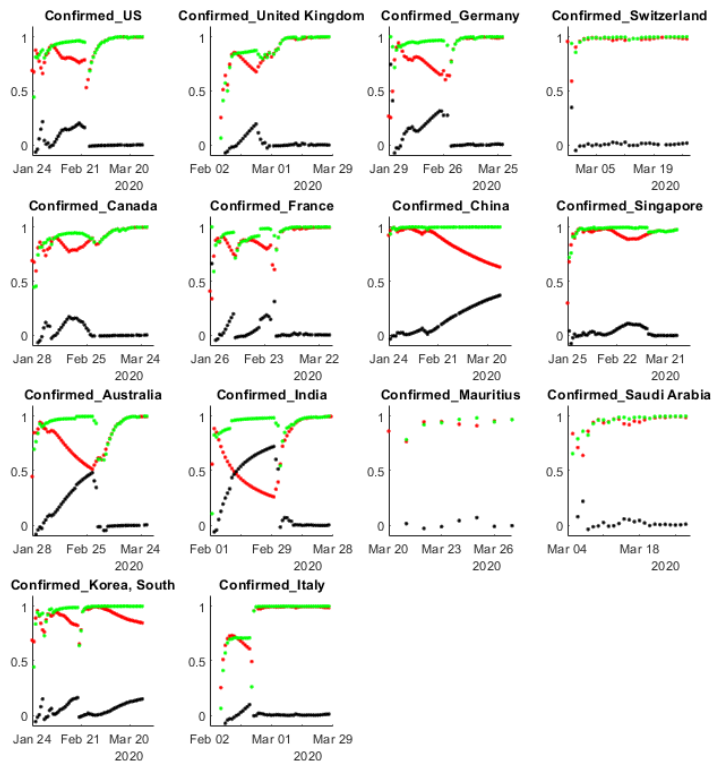 Confirmed_US
1
0.5
0
Jan 24 Feb 21 Mar 20
2020
Confirmed_United Kingdom
1
0.5
0
Feb 02 Mar 01 Mar 29
2020
Confirmed_Germany
1
0.5
0
Jan 29 Feb 26 Mar 25
2020
Confirmed_Switzerland
1
0.5
0
Mar 05 Mar 19
2020
Confirmed_Canada
1
0.5
0
Jan 28 Feb 25 Mar 24
2020
Confirmed_France
1
0.5
0
Jan 26 Feb 23 Mar 22
2020
Confirmed_China
1
0.5
0
Jan 24 Feb 21 Mar 20
2020
Confirmed_Singapore
1
0.5
0
Jan 25 Feb 22 Mar 21
2020
Confirmed_Australia
1
0.5
0
Jan 28 Feb 25 Mar 24
2020
Confirmed_India
1
0.5
0
Feb 01 Feb 29 Mar 28
2020
Confirmed_Mauritius
1
0.5
0
Mar 20 Mar 23 Mar 26
2020
Confirmed_Saudi Arabia
1
0.5
0
Mar 04 Mar 18
2020
Confirmed_Korea, South
1
0.5
0
Jan 24 Feb 21 Mar 20
2020
Confirmed_Italy
1
0.5
0
Feb 02 Mar 01 Mar 29
2020